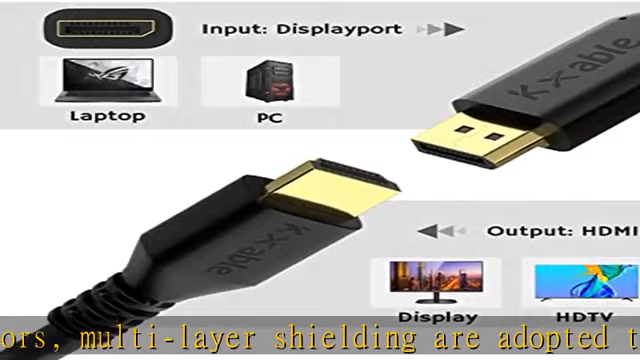 Input: Displayport
Laptop
PC
K×able
K×able
Output: HDMI
Display
HDTV
ors, multi-layer shielding are adopted t